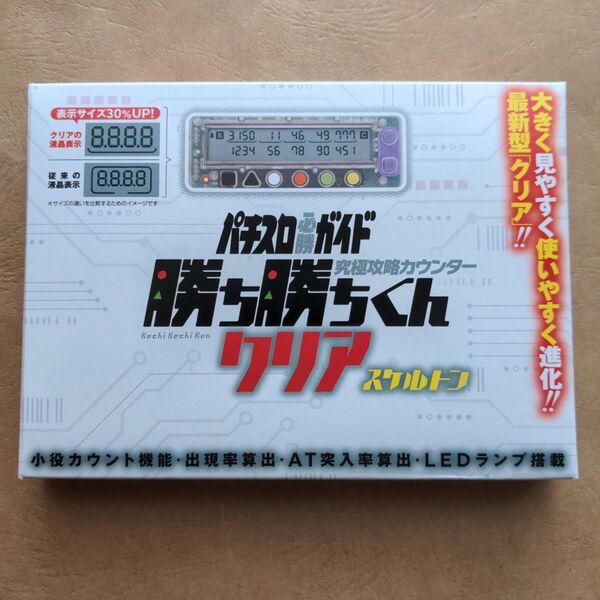 表示サイズ30%UP!
クリアの
液晶表示
8.8.8.8
従来の
液晶表示
8.8.8.8
※サイズの違いを比較するためのイメージです
3150 11 46 49 777
1234 56 78 90 451
大きく見やすく使いやすく進化!!
最新型「クリア」!!
パチスロ必勝ガイド
究極攻略カウンター
勝ち勝ちくん
Kachi Kachi Kun
クリア
スケルトン
小役カウント機能・出現率算出・AT突入率算出・LEDランプ搭載